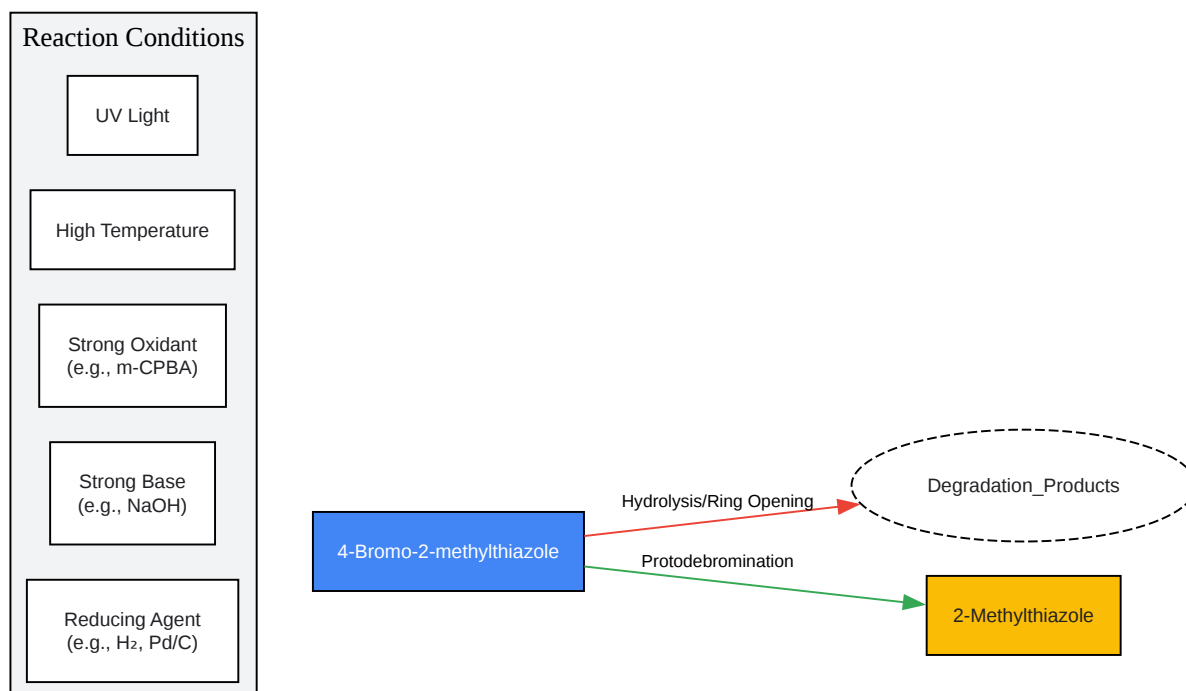 Reaction Conditions
UV Light
High Temperature
Strong Oxidant
(e.g., m-CPBA)
Strong Base
(e.g., NaOH)
Reducing Agent
(e.g., H₂, Pd/C)
4-Bromo-2-methylthiazole
Hydrolysis/Ring Opening
Protodebromination
Degradation_Products
2-Methylthiazole